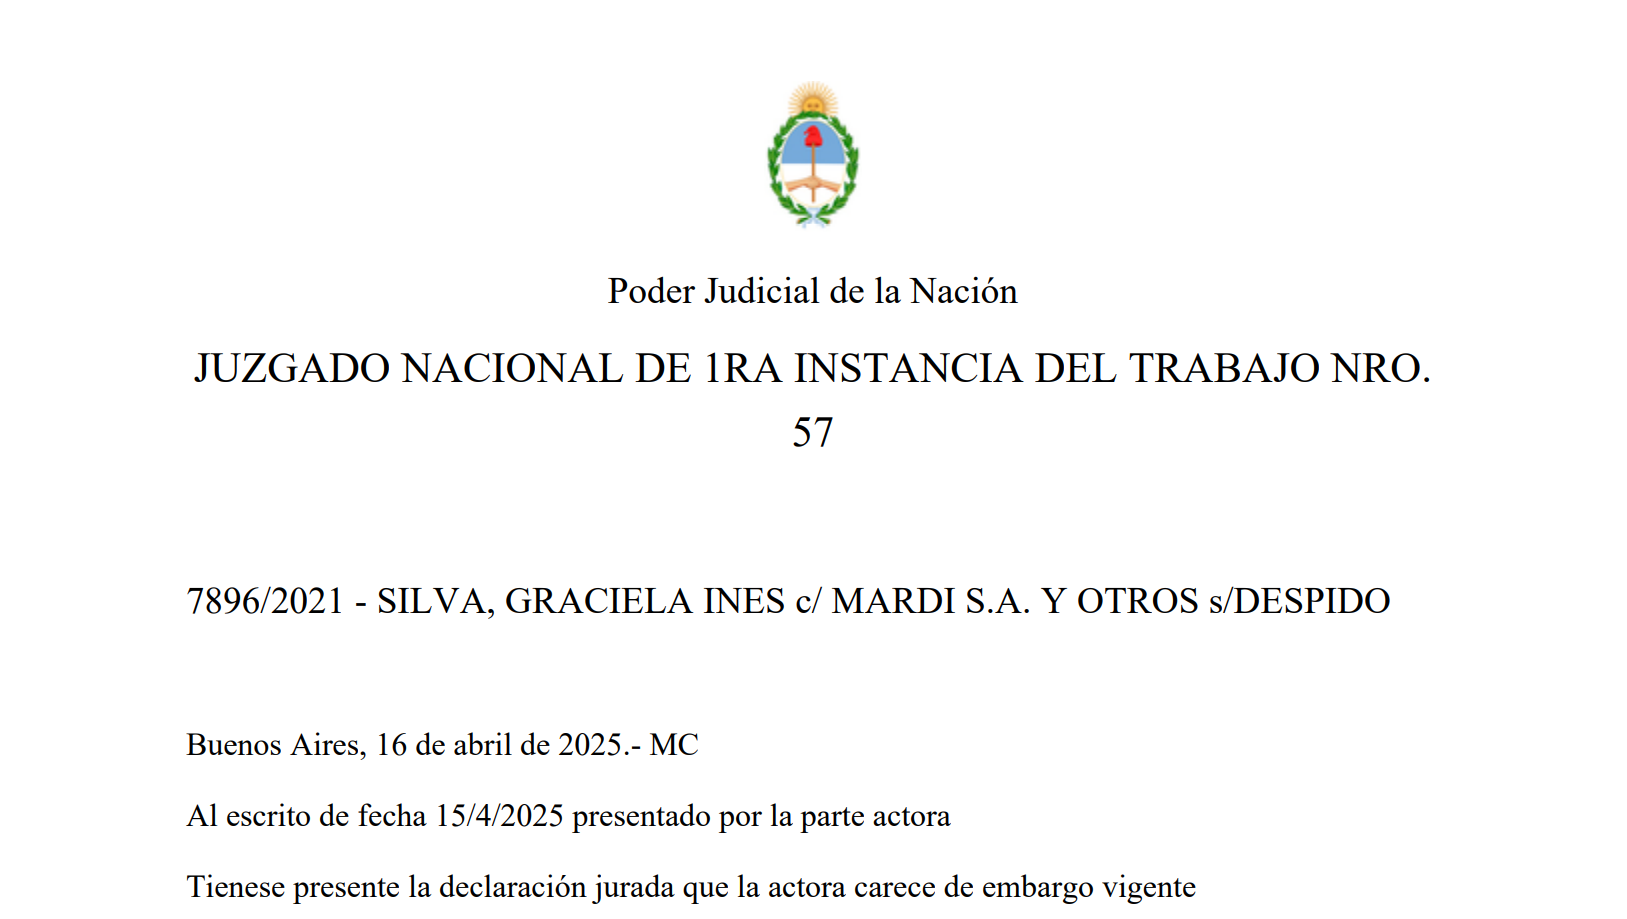 Poder Judicial de la Nación
JUZGADO NACIONAL DE 1RA INSTANCIA DEL TRABAJO NRO.
57
7896/2021 - SILVA, GRACIELA INES c/ MARDI S.A. Y OTROS s/DESPIDO
Buenos Aires, 16 de abril de 2025.- MC
Al escrito de fecha 15/4/2025 presentado por la parte actora
Tienese presente la declaración jurada que la actora carece de embargo vigente